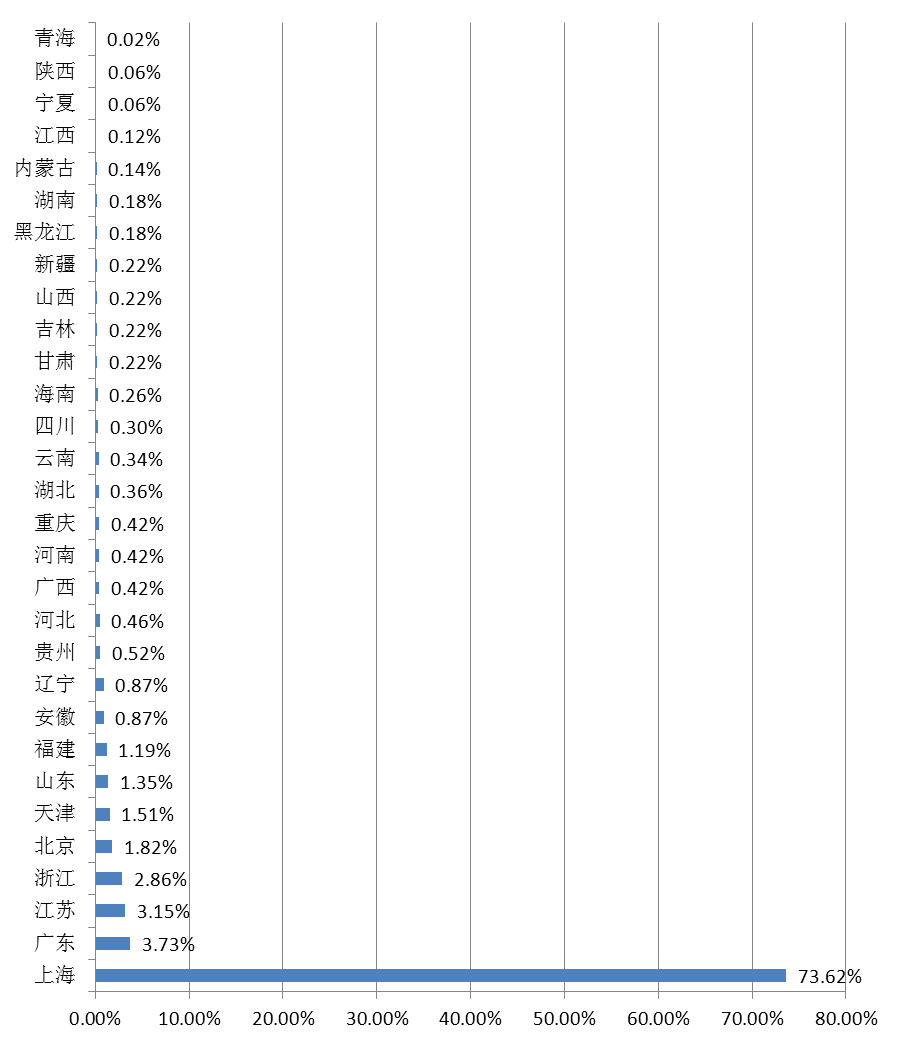 青海 0.02%
陕西 0.06%
宁夏 0.06%
江西 0.12%
内蒙古 0.14%
湖南 0.18%
黑龙江 0.18%
新疆 0.22%
山西 0.22%
吉林 0.22%
甘肃 0.22%
海南 0.26%
四川 0.30%
云南 0.34%
湖北 0.36%
重庆 0.42%
河南 0.42%
广西 0.42%
河北 0.46%
贵州 0.52%
辽宁 0.87%
安徽 0.87%
福建 1.19%
山东 1.35%
天津 1.51%
北京 1.82%
浙江 2.86%
江苏 3.15%
广东 3.73%
上海 73.62%
0.00% 10.00% 20.00% 30.00% 40.00% 50.00% 60.00% 70.00% 80.00%